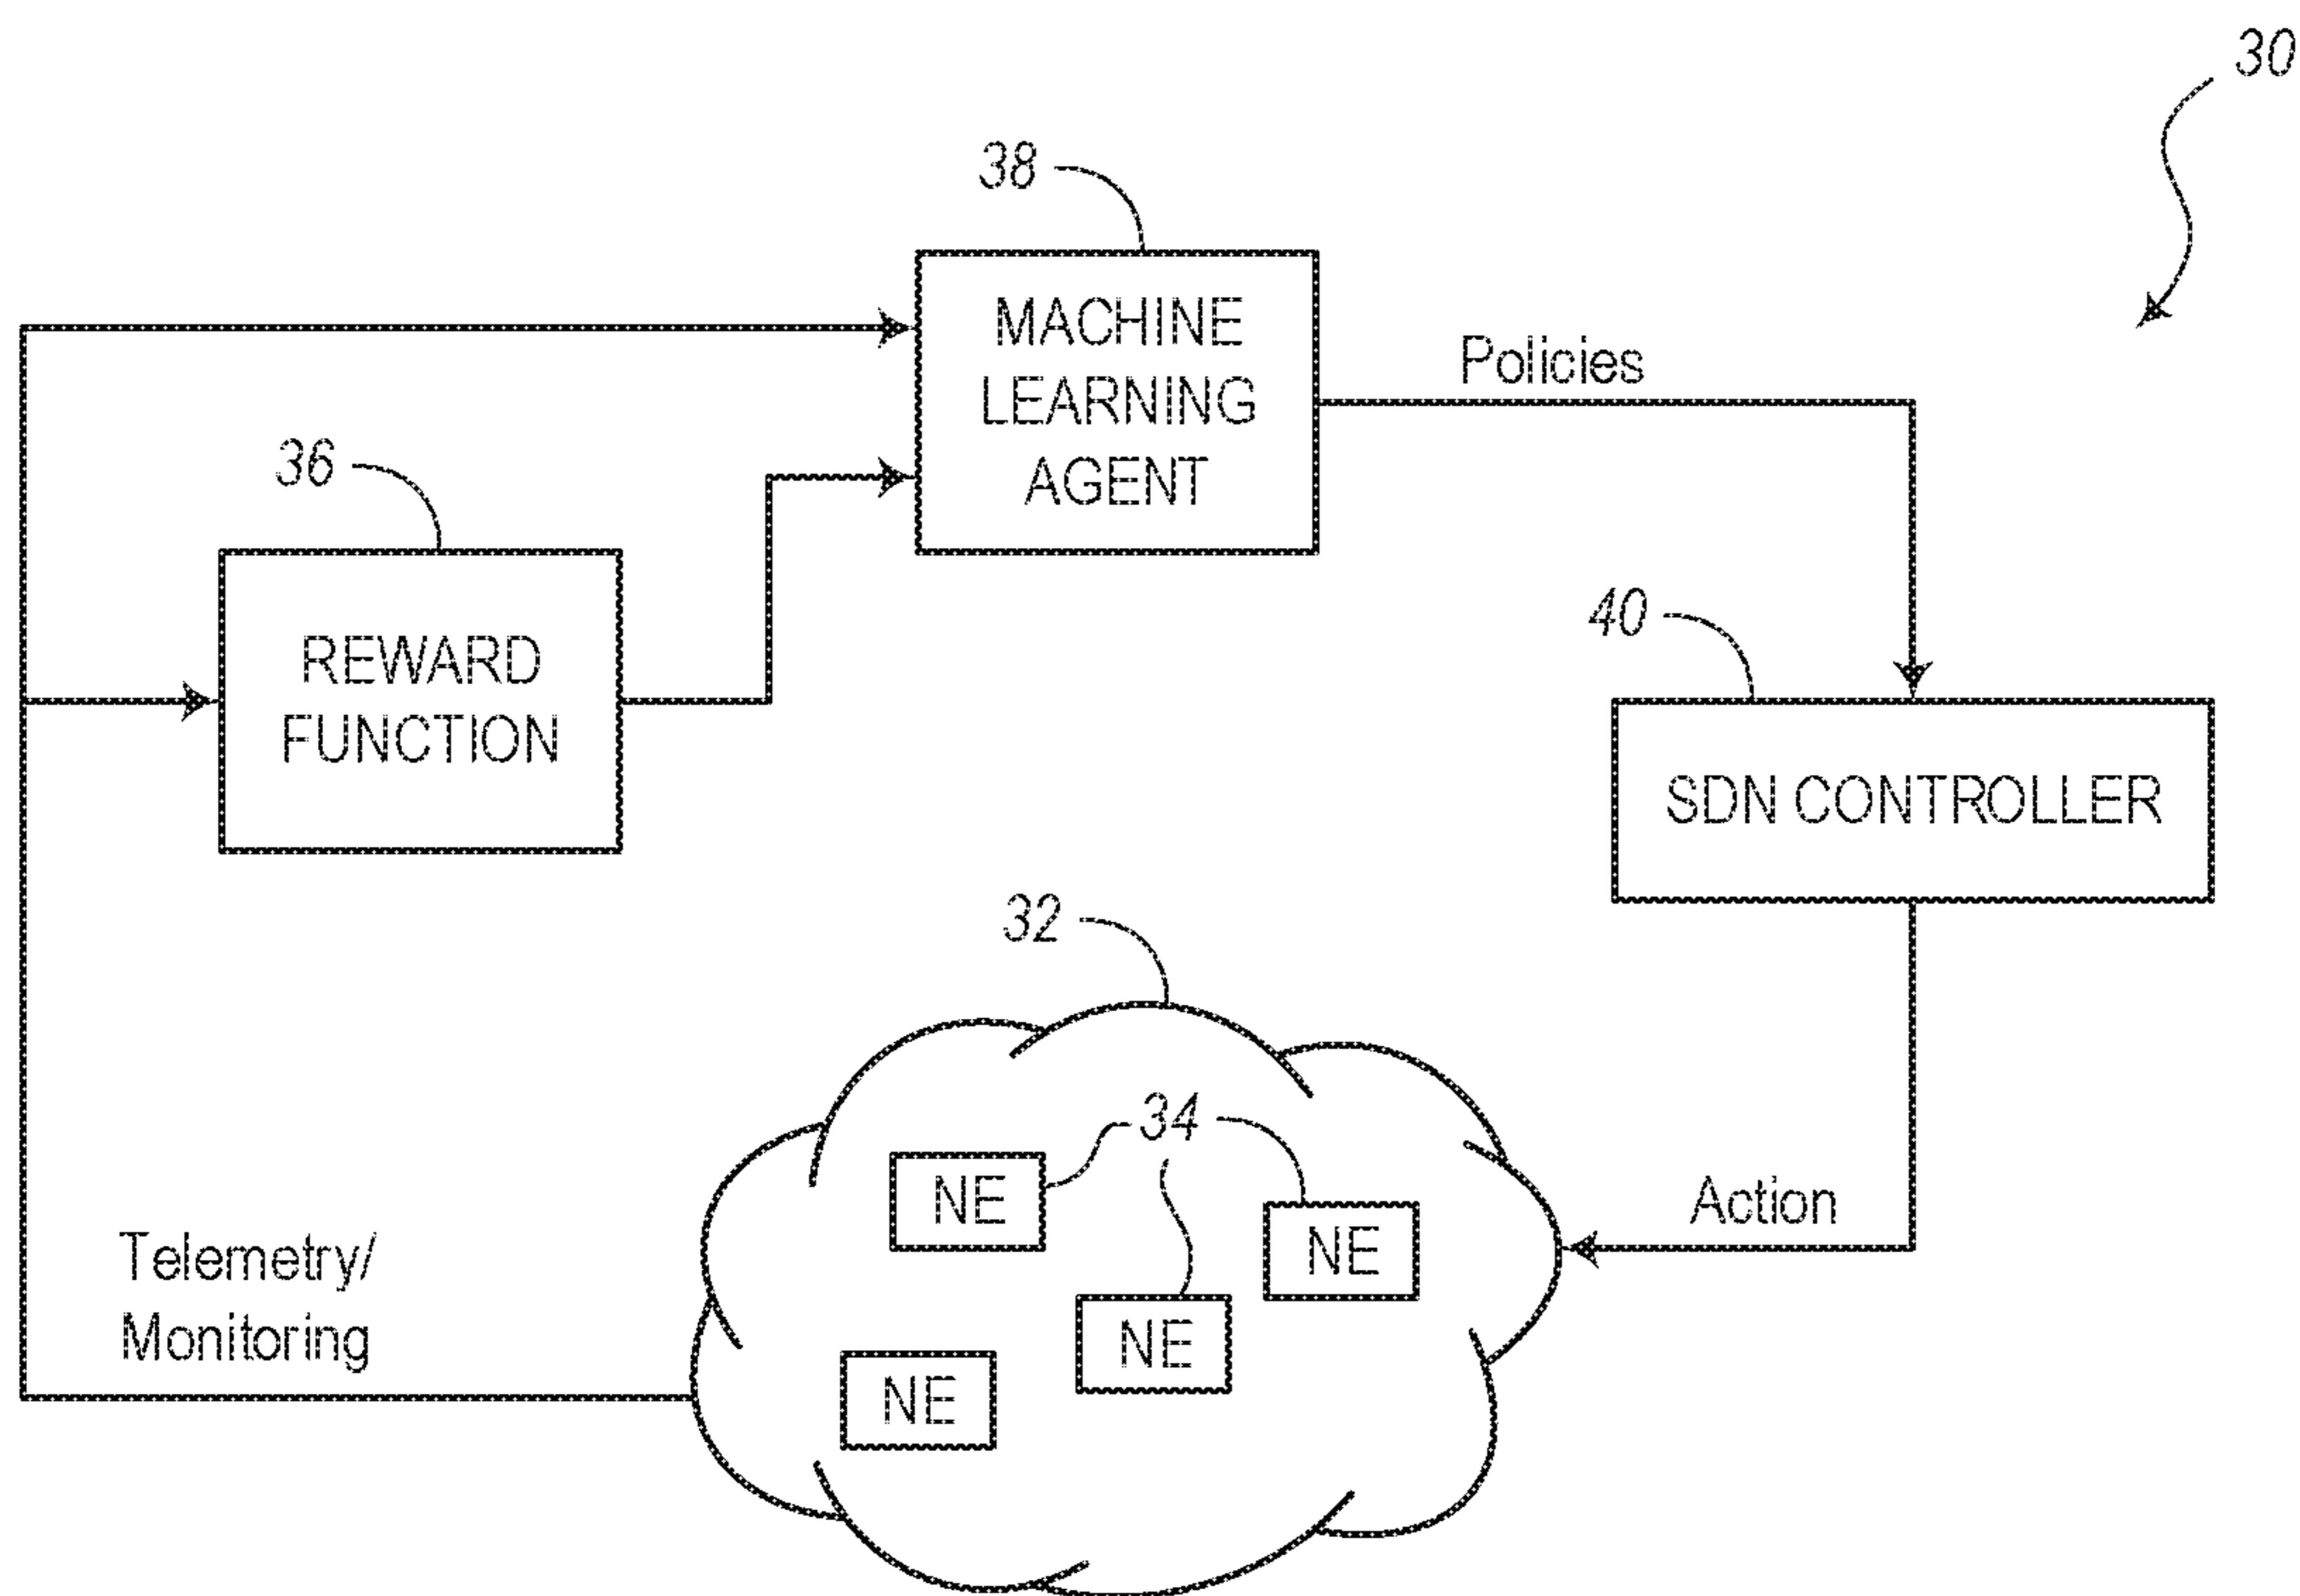 30
38
MACHINE
LEARNING
AGENT
Policies
36
REWARD
FUNCTION
40
SDN CONTROLLER
32
34
NE
NE
NE
NE
Action
Telemetry/
Monitoring